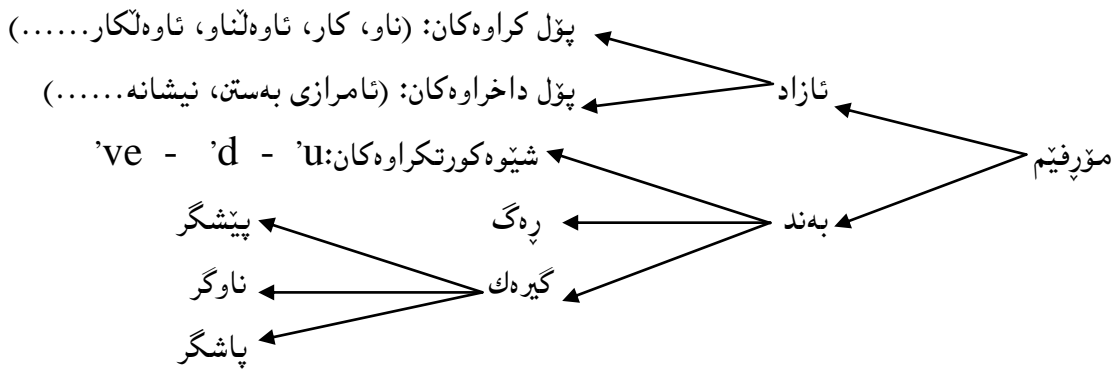 پۆل کراوەکان: (ناو، کار، ئاوەڵناو، ئاوەڵکار......)
ئازاد
پۆل داخراوەکان: (ئامرازی بەستن، نیشانە......)
مۆڕفیێم
شێوەکورتکراوەکان: 've - 'd - 'u
بەند
ڕەگ
پێشگر
گیرەك
ناوگر
پاشگر